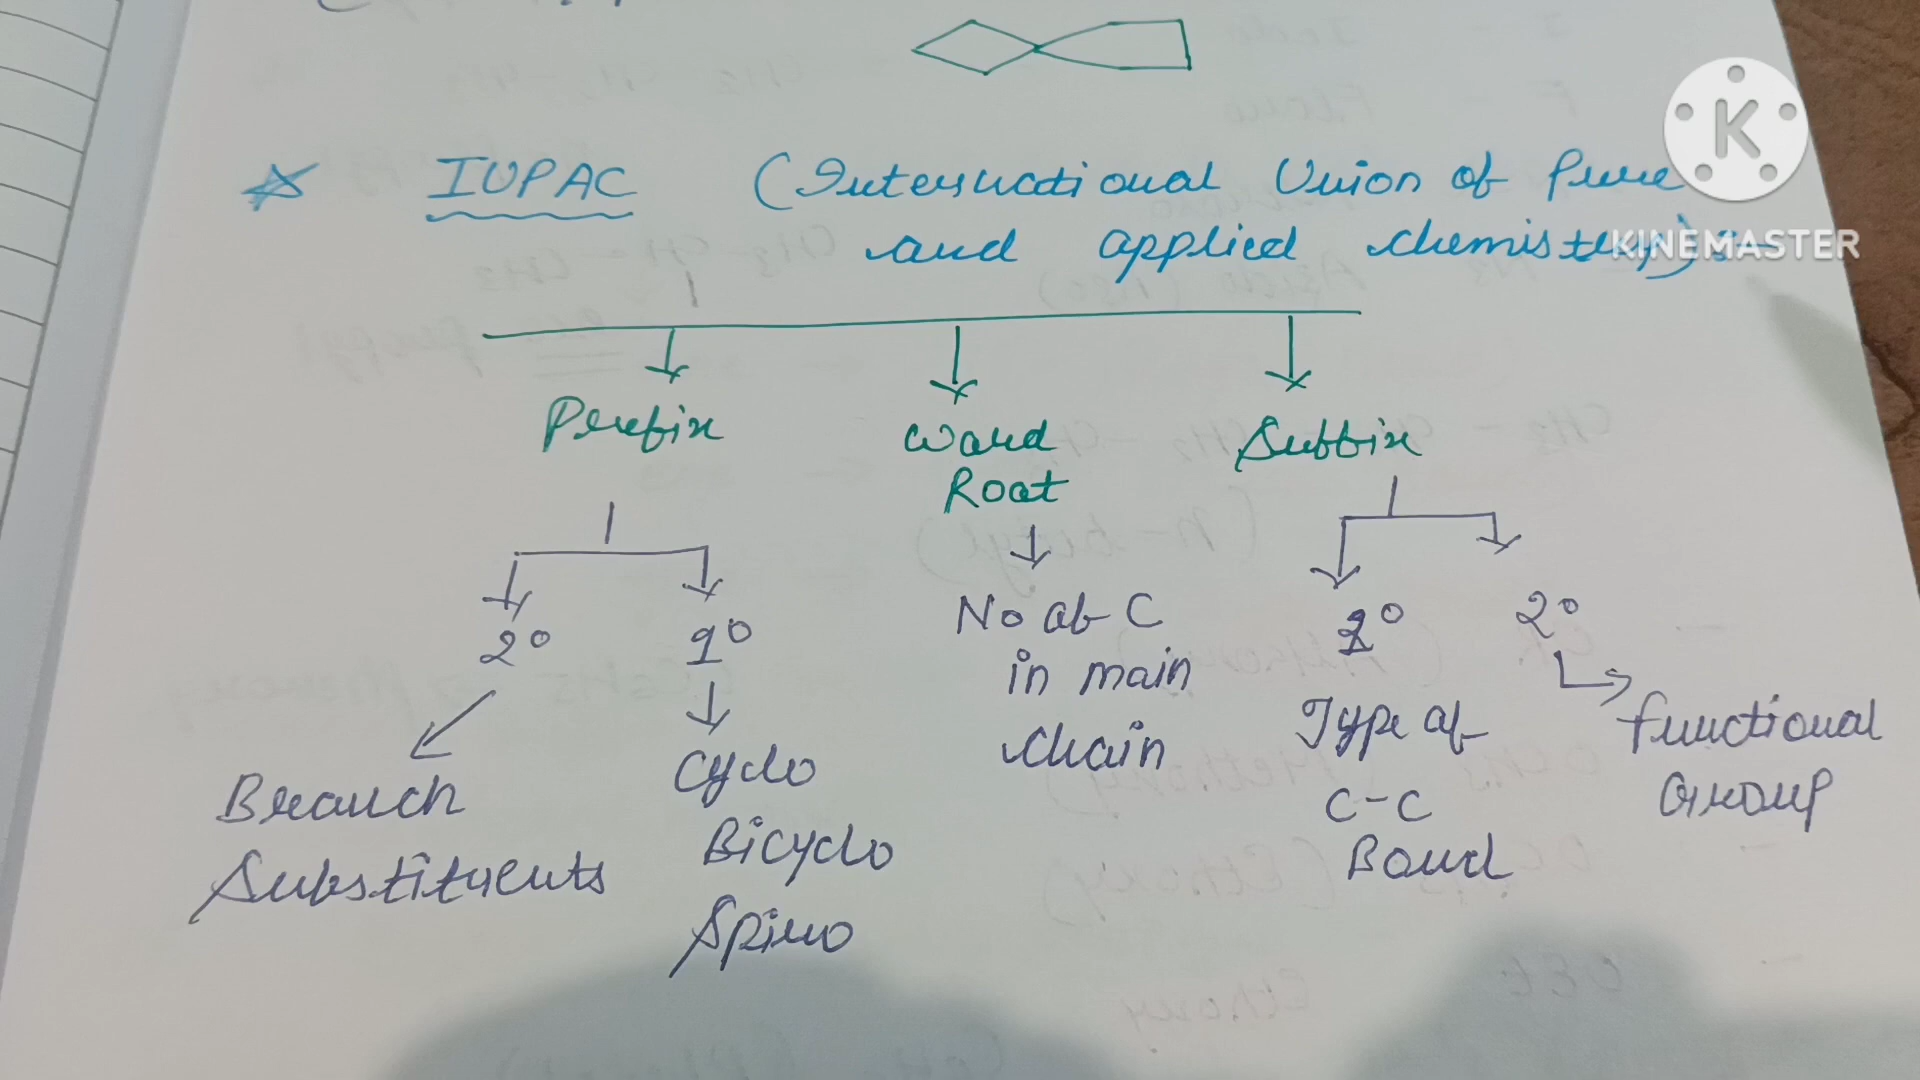 IUPAC (International Union of Pure
and applied chemistry):-
Prefix
Word
Root
Suffix
2° 1°
No of C
in main
chain
1° 2°
Branch
Substituents
Cyclo
Bicyclo
Spiro
Type of
C-C
Bond
functional
Group
K
KINEMASTER